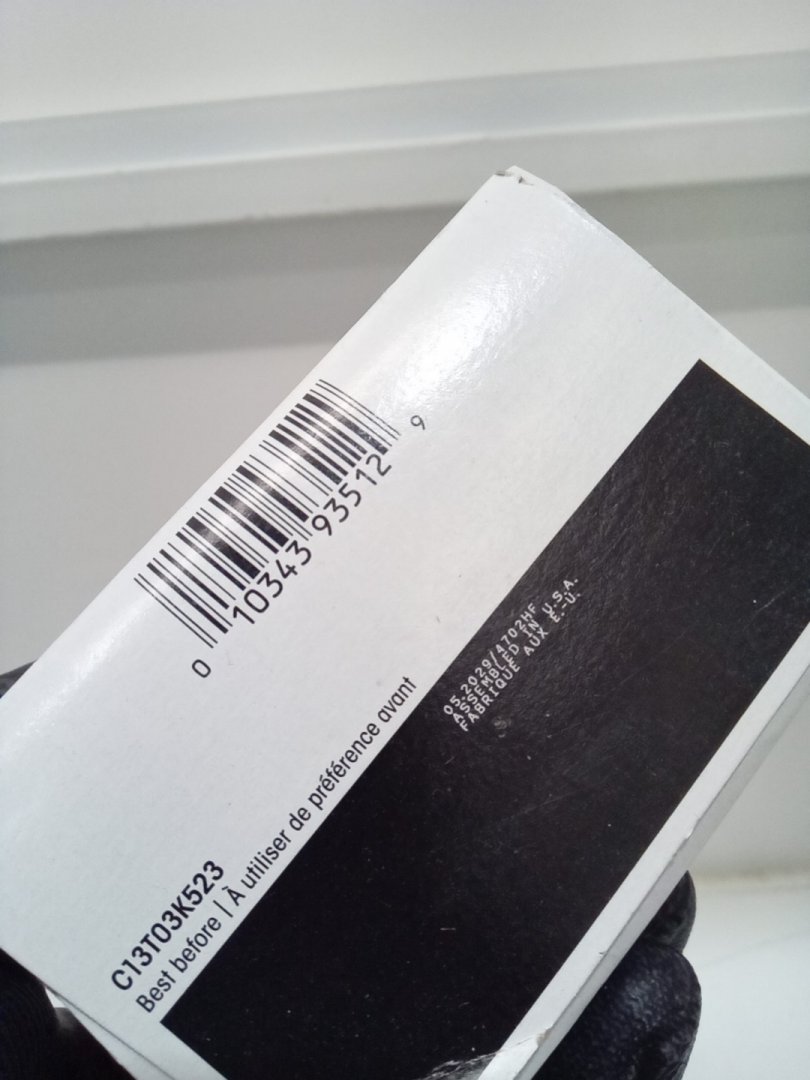 0 10343 93512 9
C13T03K523
Best before | À utiliser de préférence avant
05.2029/4702HF
ASSEMBLED IN U.S.A.
FABRIQUÉ AUX É.-U.